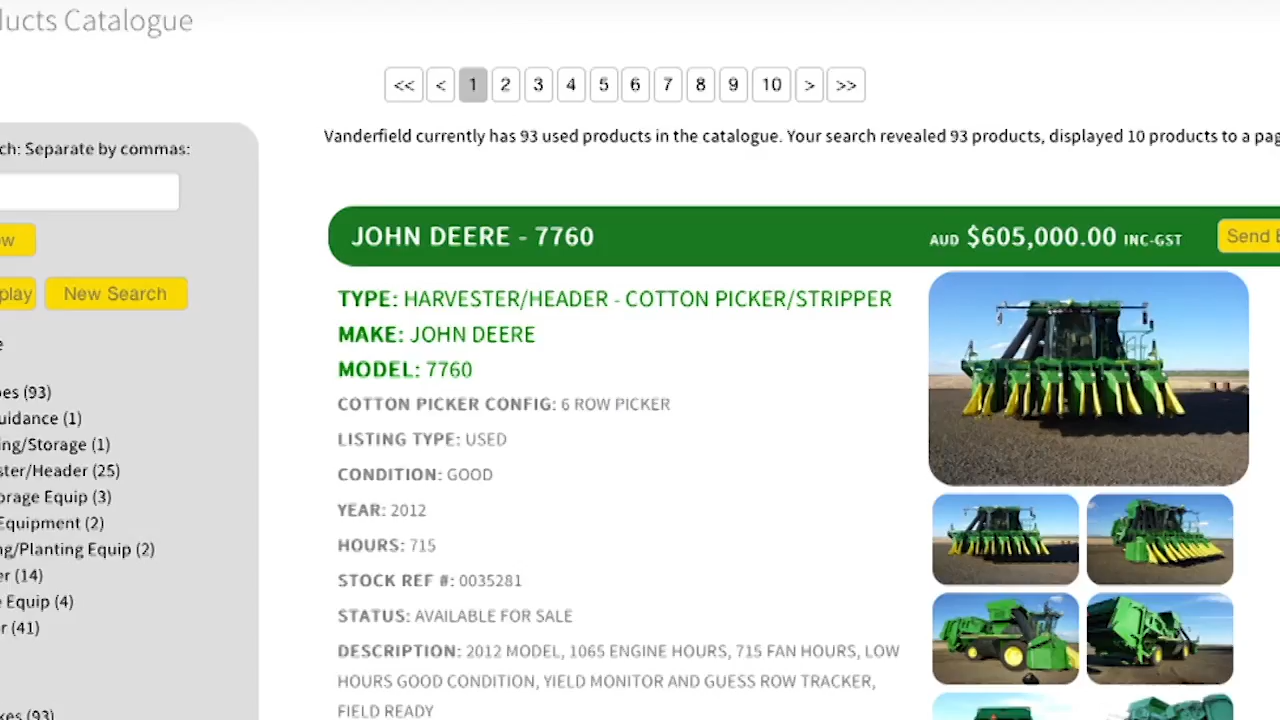 ucts Catalogue
<< < 1 2 3 4 5 6 7 8 9 10 > >>
ch: Separate by commas:
Vanderfield currently has 93 used products in the catalogue. Your search revealed 93 products, displayed 10 products to a pag
JOHN DEERE - 7760
AUD $605,000.00 INC-GST
Send E
w
play
New Search
TYPE: HARVESTER/HEADER - COTTON PICKER/STRIPPER
MAKE: JOHN DEERE
MODEL: 7760
COTTON PICKER CONFIG: 6 ROW PICKER
LISTING TYPE: USED
CONDITION: GOOD
YEAR: 2012
HOURS: 715
STOCK REF #: 0035281
STATUS: AVAILABLE FOR SALE
DESCRIPTION: 2012 MODEL, 1065 ENGINE HOURS, 715 FAN HOURS, LOW
HOURS GOOD CONDITION, YIELD MONITOR AND GUESS ROW TRACKER,
FIELD READY
e
es (93)
uidance (1)
ing/Storage (1)
ster/Header (25)
orage Equip (3)
Equipment (2)
ng/Planting Equip (2)
er (14)
e Equip (4)
r (41)
kes (93)